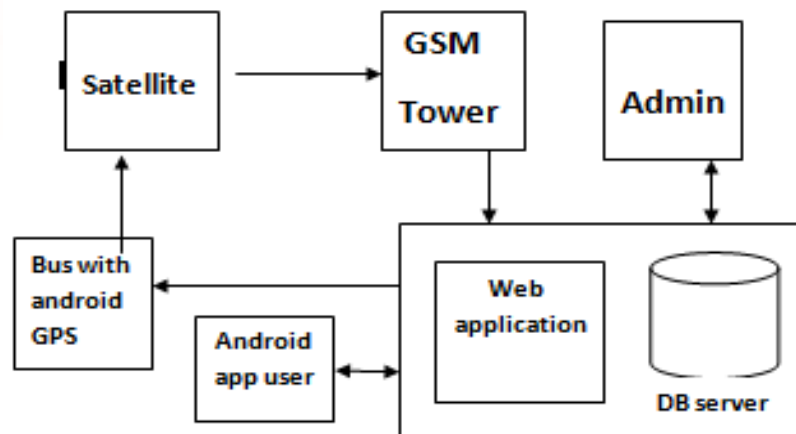 Satellite
GSM
Tower
Admin
Bus with
android
GPS
Android
app user
Web
application
DB server